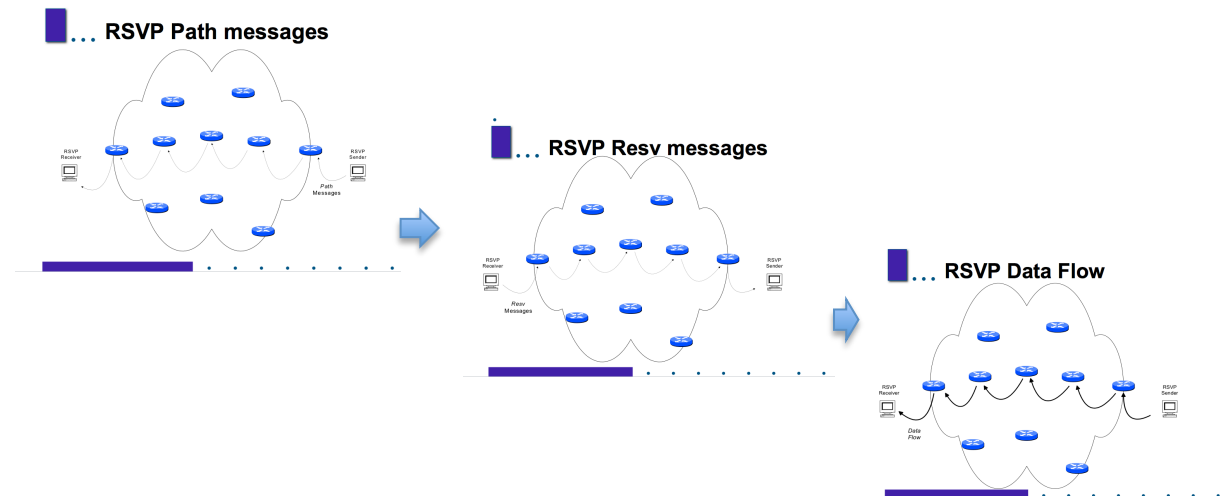 ... RSVP Path messages
RSVP
Receiver
RSVP
Sender
Path
Messages
... RSVP Resv messages
RSVP
Receiver
RSVP
Sender
Resv
Messages
... RSVP Data Flow
RSVP
Receiver
RSVP
Sender
Data
Flow